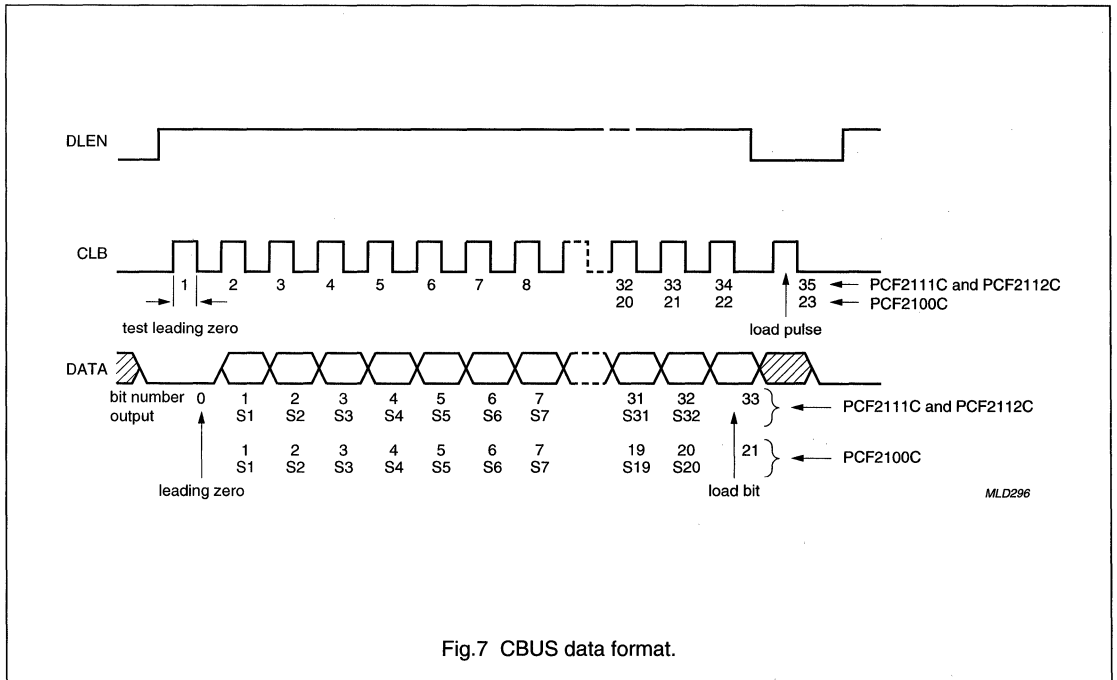 DLEN
CLB
1 2 3 4 5 6 7 8 32 33 34 35 PCF2111C and PCF2112C
20 21 22 23 PCF2100C
test leading zero load pulse
DATA
bit number 0 1 2 3 4 5 6 7 31 32 33
output S1 S2 S3 S4 S5 S6 S7 S31 S32 PCF2111C and PCF2112C
1 2 3 4 5 6 7 19 20 21
S1 S2 S3 S4 S5 S6 S7 S19 S20 PCF2100C
leading zero load bit
MLD296
Fig.7 CBUS data format.